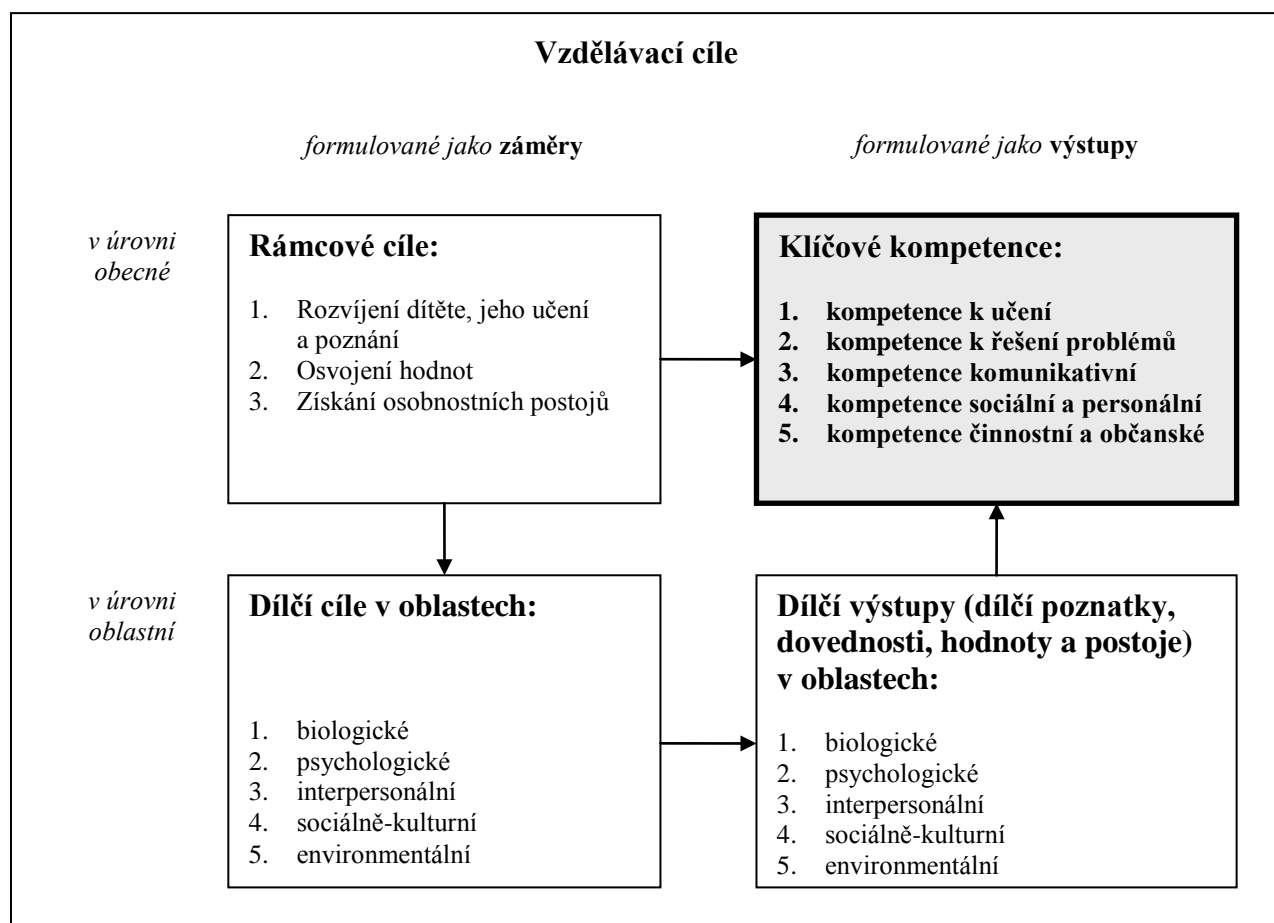 Vzdělávací cíle
formulované jako záměry
formulované jako výstupy
v úrovni
obecné
Rámcové cíle:
1. Rozvíjení dítěte, jeho učení
a poznání
2. Osvojení hodnot
3. Získání osobnostních postojů
Klíčové kompetence:
1. kompetence k učení
2. kompetence k řešení problémů
3. kompetence komunikativní
4. kompetence sociální a personální
5. kompetence činnostní a občanské
v úrovni
oblastní
Dílčí cíle v oblastech:
1. biologické
2. psychologické
3. interpersonální
4. sociálně-kulturní
5. environmentální
Dílčí výstupy (dílčí poznatky,
dovednosti, hodnoty a postoje)
v oblastech:
1. biologické
2. psychologické
3. interpersonální
4. sociálně-kulturní
5. environmentální